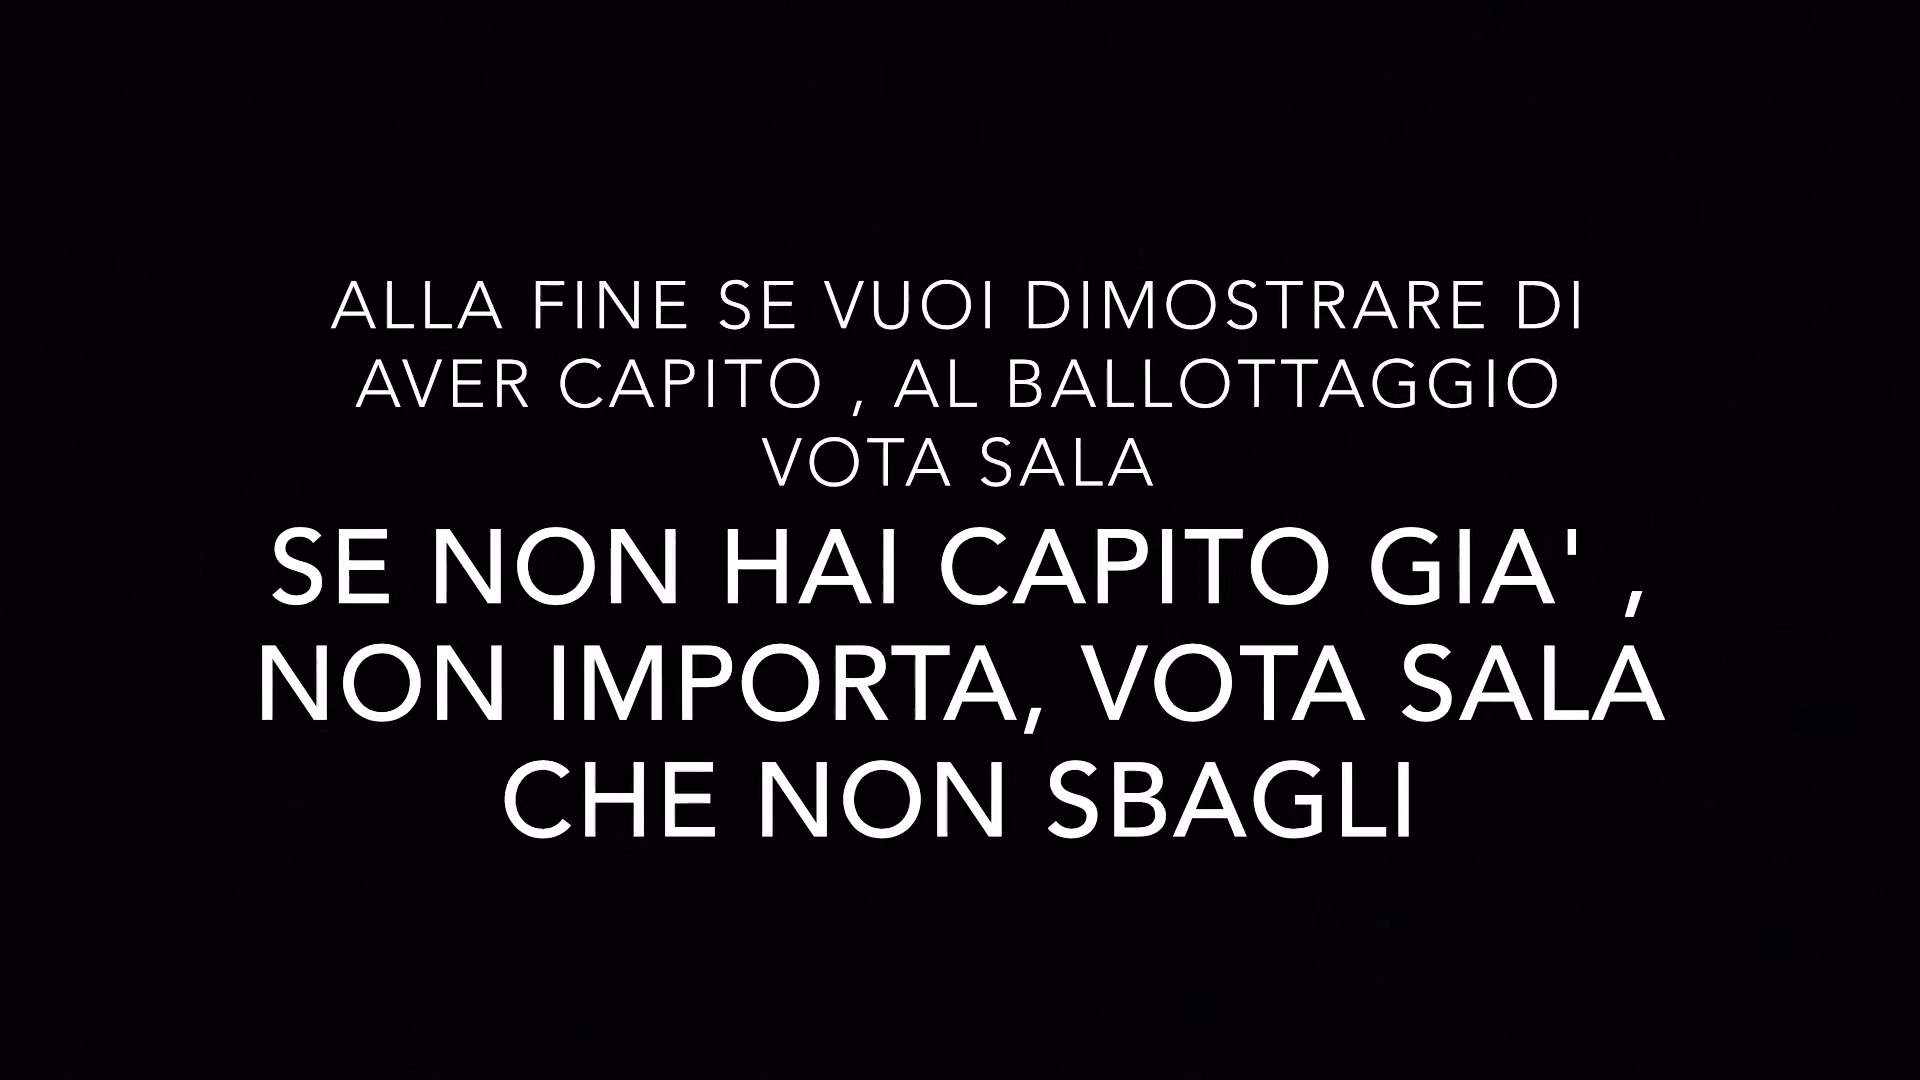 ALLA FINE SE VUOI DIMOSTRARE DI
AVER CAPITO , AL BALLOTTAGGIO
VOTA SALA
SE NON HAI CAPITO GIA' ,
NON IMPORTA, VOTA SALA
CHE NON SBAGLI